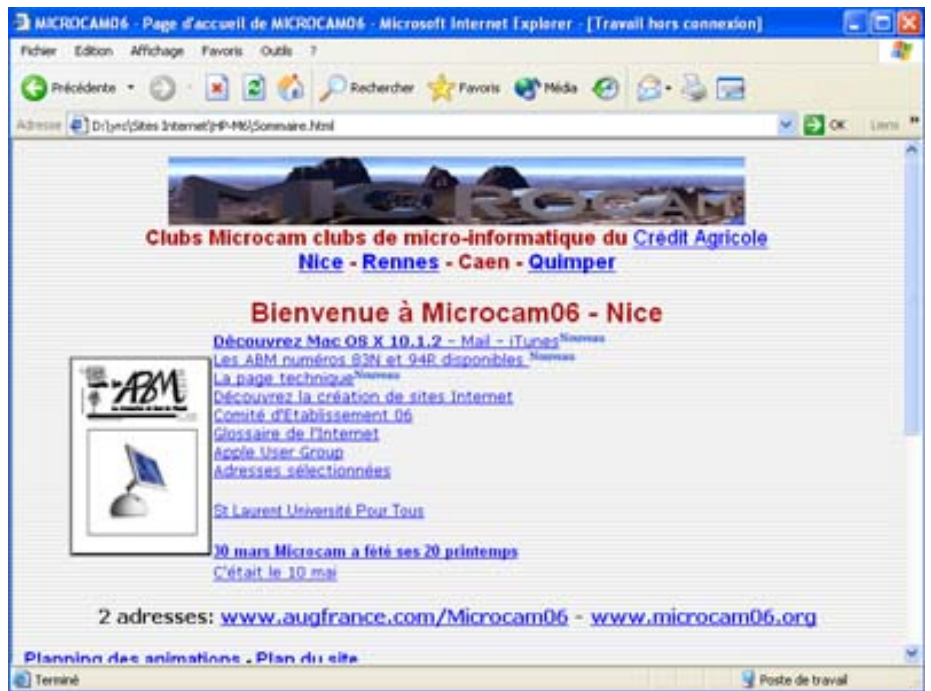 MICROCAM06 - Page d'accueil de MICROCAM06 - Microsoft Internet Explorer - [Travail hors connexion]
Fichier Edition Affichage Favoris Outils ?
Précédente Rechercher Favoris Média
Adresse D:\yrc\Sites Internet\HP-M6\Sommaire.html OK Liens »
MICROCAM
Clubs Microcam clubs de micro-informatique du Crédit Agricole
Nice - Rennes - Caen - Quimper
Bienvenue à Microcam06 - Nice
Découvrez Mac OS X 10.1.2 - Mail - iTunes Nouveau
Les ABM numéros 83N et 94R disponibles Nouveau
La page technique Nouveau
Découvrez la création de sites Internet
Comité d'Etablissement 06
Glossaire de l'Internet
Apple User Group
Adresses sélectionnées
ABM
St Laurent Université Pour Tous
30 mars Microcam a fêté ses 20 printemps
C'était le 10 mai
2 adresses: www.augfrance.com/Microcam06 - www.microcam06.org
Planning des animations - Plan du site
Terminé Poste de travail